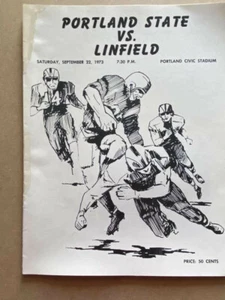 PORTLAND STATE
VS.
LINFIELD
SATURDAY, SEPTEMBER 22, 1973 7:30 P.M. PORTLAND CIVIC STADIUM
PRICE: 50 CENTS